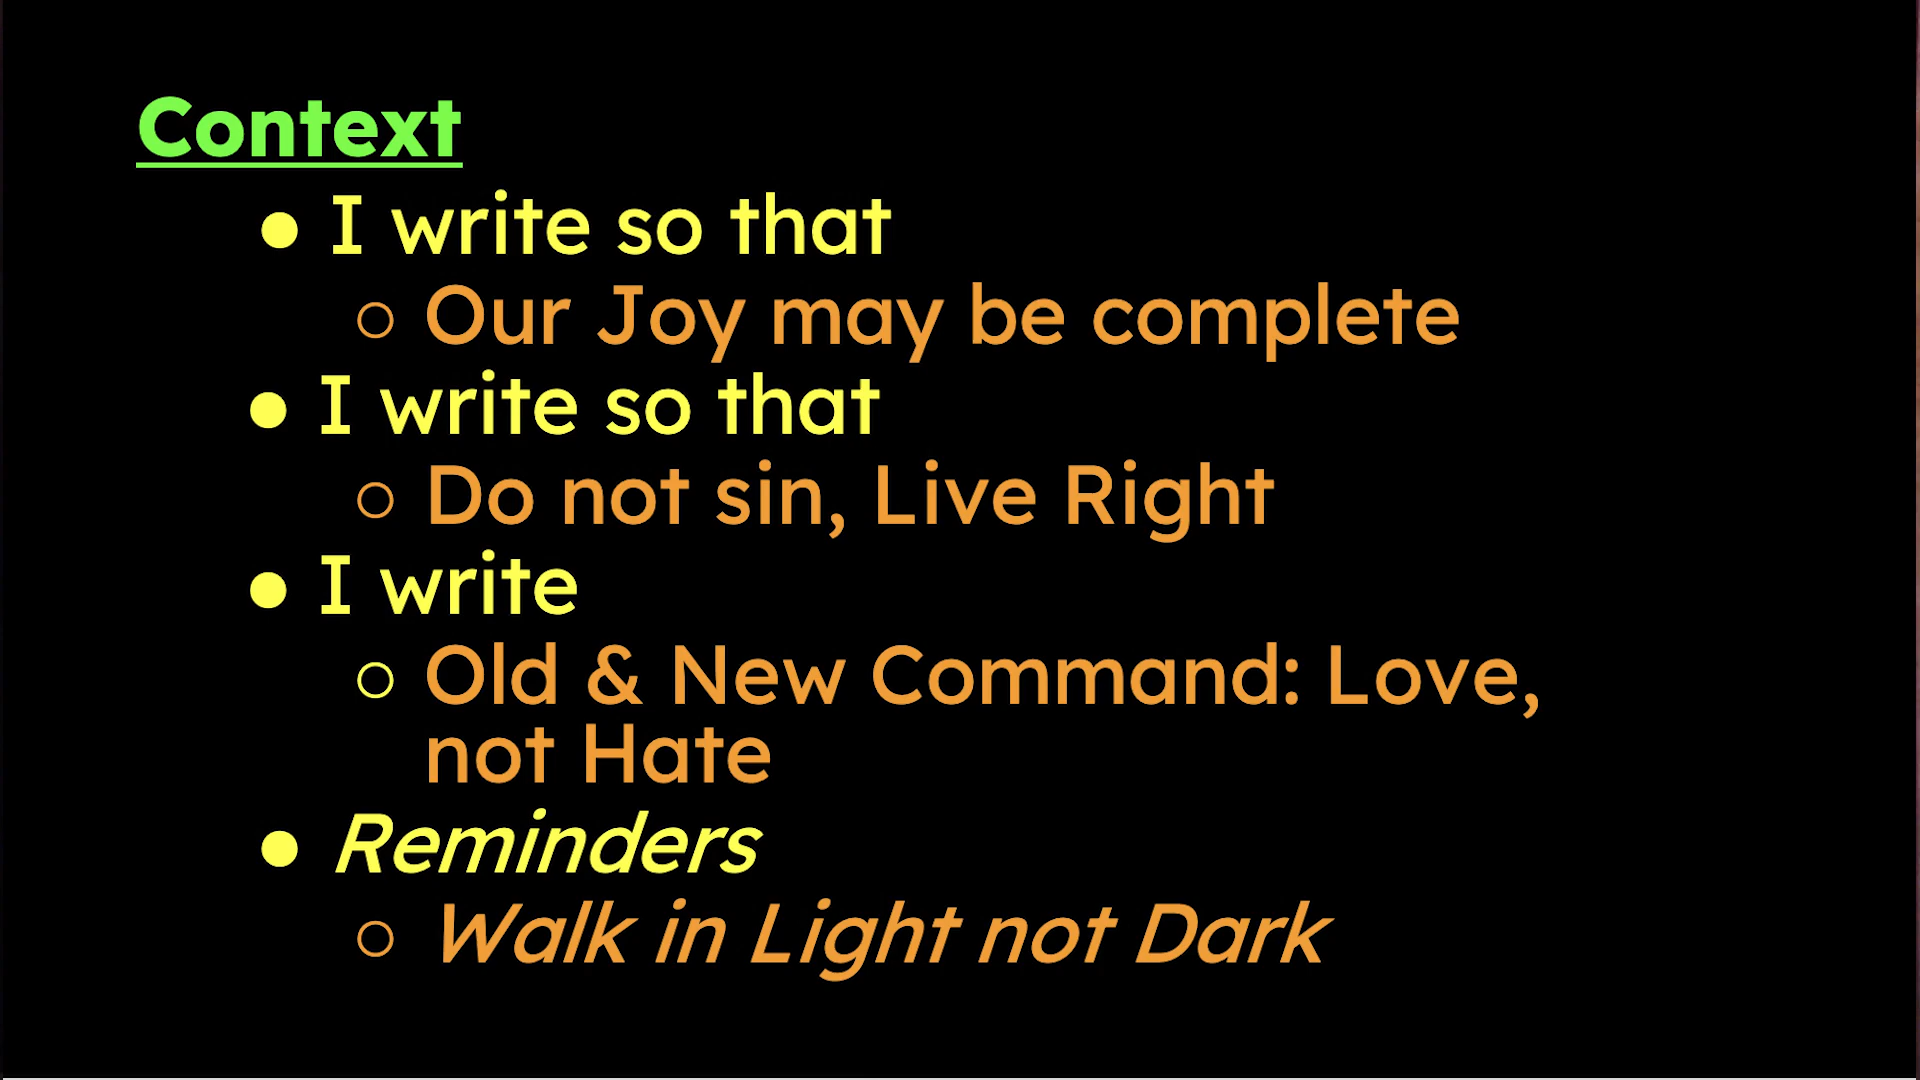 Context
● I write so that
○ Our Joy may be complete
● I write so that
○ Do not sin, Live Right
● I write
○ Old & New Command: Love,
not Hate
● Reminders
○ Walk in Light not Dark